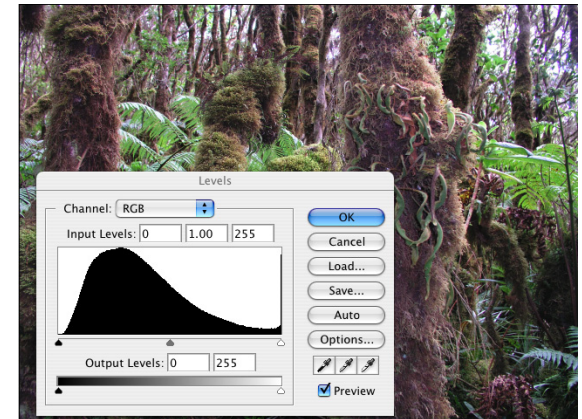 Levels
Channel: RGB
Input Levels: 0 1.00 255
Output Levels: 0 255
OK
Cancel
Load...
Save...
Auto
Options...
Preview